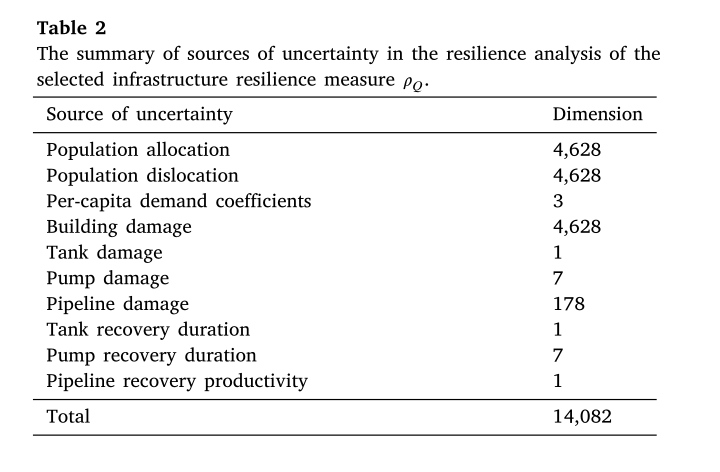 Table 2
The summary of sources of uncertainty in the resilience analysis of the
selected infrastructure resilience measure ρQ.
Source of uncertainty Dimension
Population allocation 4,628
Population dislocation 4,628
Per-capita demand coefficients 3
Building damage 4,628
Tank damage 1
Pump damage 7
Pipeline damage 178
Tank recovery duration 1
Pump recovery duration 7
Pipeline recovery productivity 1
Total 14,082